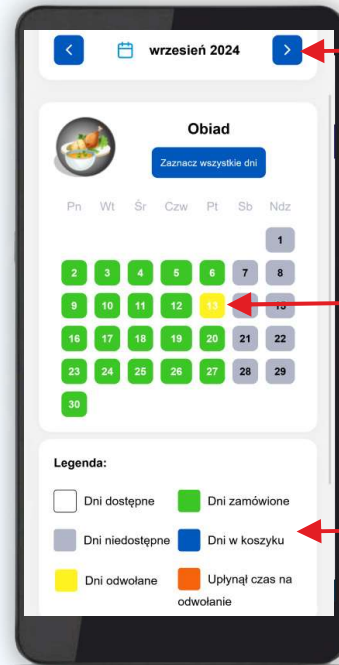 wrzesień 2024
Obiad
Zaznacz wszystkie dni
Pn Wt Śr Czw Pt Sb Ndz
1
2 3 4 5 6 7 8
9 10 11 12 13 15
16 17 18 19 20 21 22
23 24 25 26 27 28 29
30
Legenda:
Dni dostępne Dni zamówione
Dni niedostępne Dni w koszyku
Dni odwołane Upłynął czas na
odwołanie